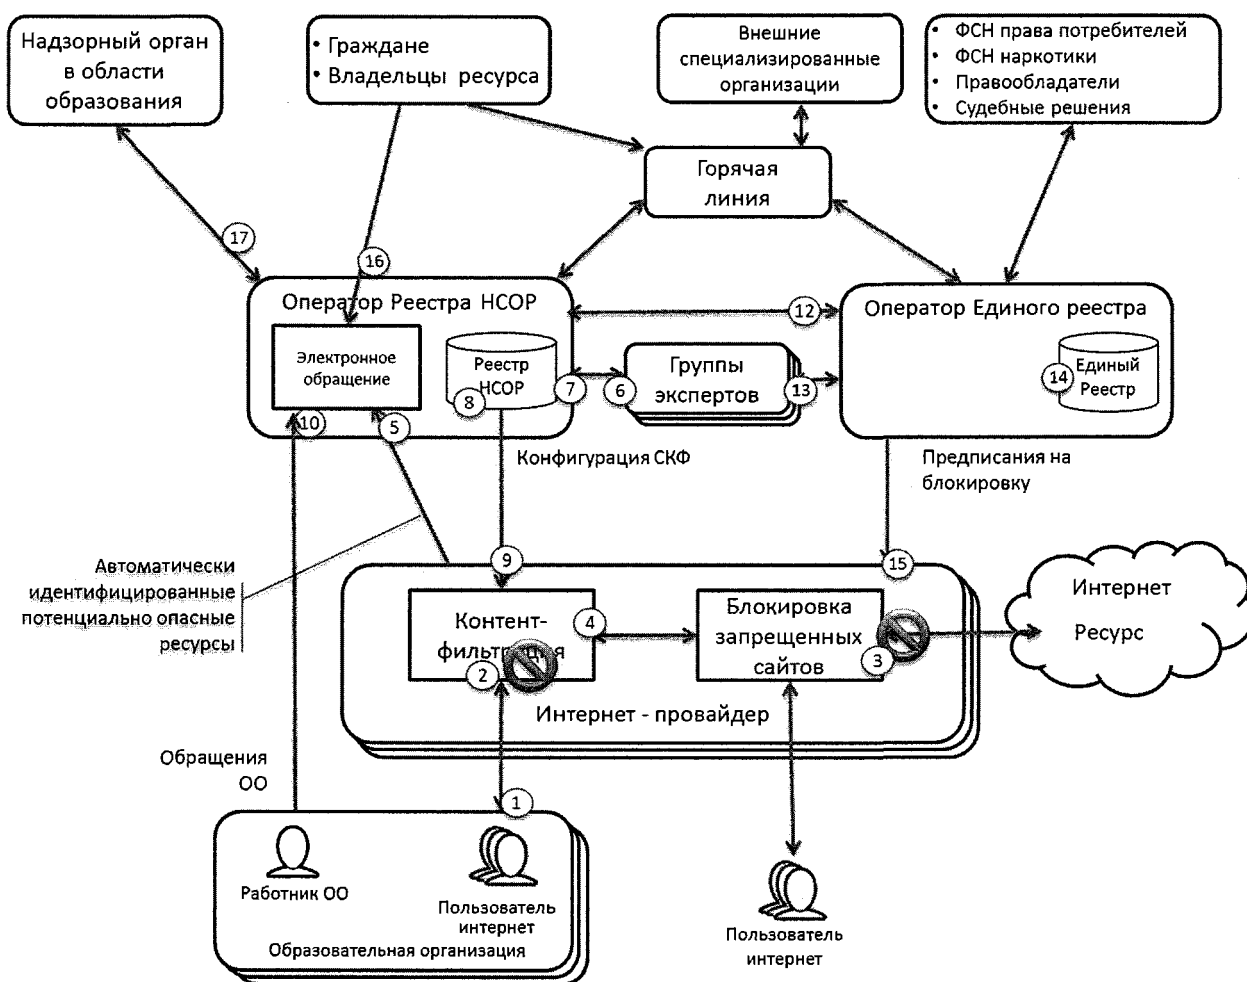 Надзорный орган
в области
образования
• Граждане
• Владельцы ресурса
Внешние
специализированные
организации
• ФСН права потребителей
• ФСН наркотики
• Правообладатели
• Судебные решения
Горячая
линия
17
16
Оператор Реестра НСОР
12
Оператор Единого реестра
Электронное
обращение
Реестр
НСОР
8
7
6
Группы
экспертов
13
14
Единый
Реестр
10
5
Конфигурация СКФ
Предписания на
блокировку
Автоматически
идентифицированные
потенциально опасные
ресурсы
9
15
Контент-
фильтрация
4
2
Блокировка
запрещенных
сайтов
3
Интернет
Ресурс
Интернет - провайдер
Обращения
ОО
1
Работник ОО
Пользователь
интернет
Образовательная организация
Пользователь
интернет